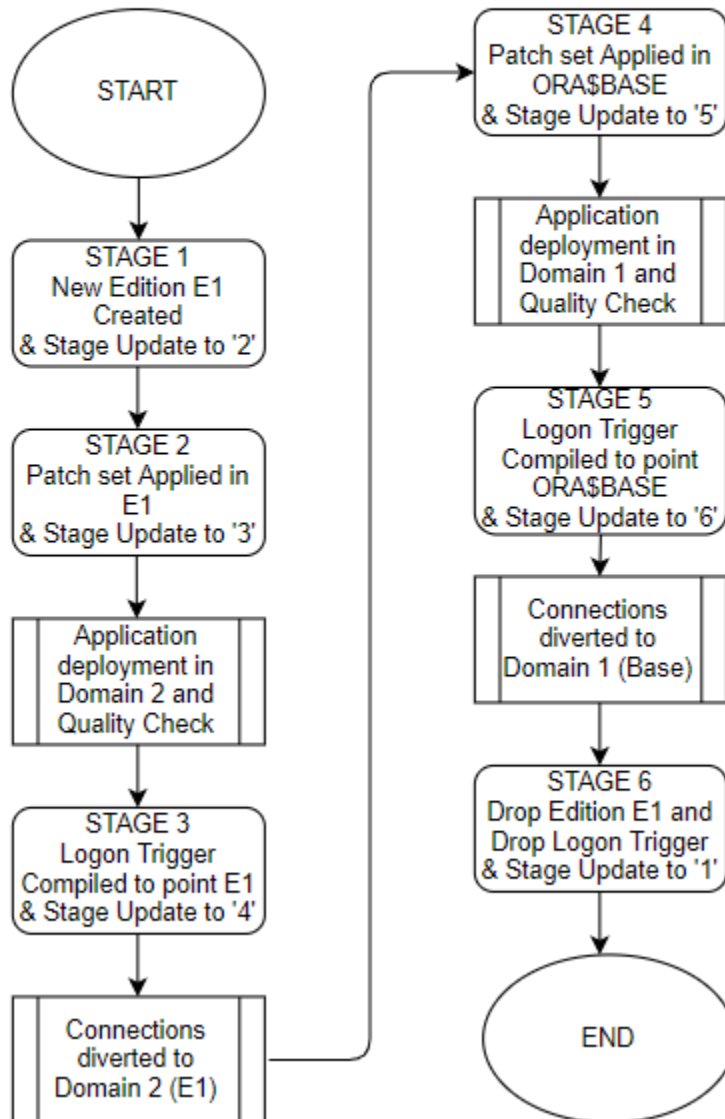 START
STAGE 1
New Edition E1
Created
& Stage Update to '2'
STAGE 2
Patch set Applied in
E1
& Stage Update to '3'
Application
deployment in
Domain 2 and
Quality Check
STAGE 3
Logon Trigger
Compiled to point E1
& Stage Update to '4'
Connections
diverted to
Domain 2 (E1)
STAGE 4
Patch set Applied in
ORA$BASE
& Stage Update to '5'
Application
deployment in
Domain 1 and
Quality Check
STAGE 5
Logon Trigger
Compiled to point
ORA$BASE
& Stage Update to '6'
Connections
diverted to
Domain 1 (Base)
STAGE 6
Drop Edition E1 and
Drop Logon Trigger
& Stage Update to '1'
END